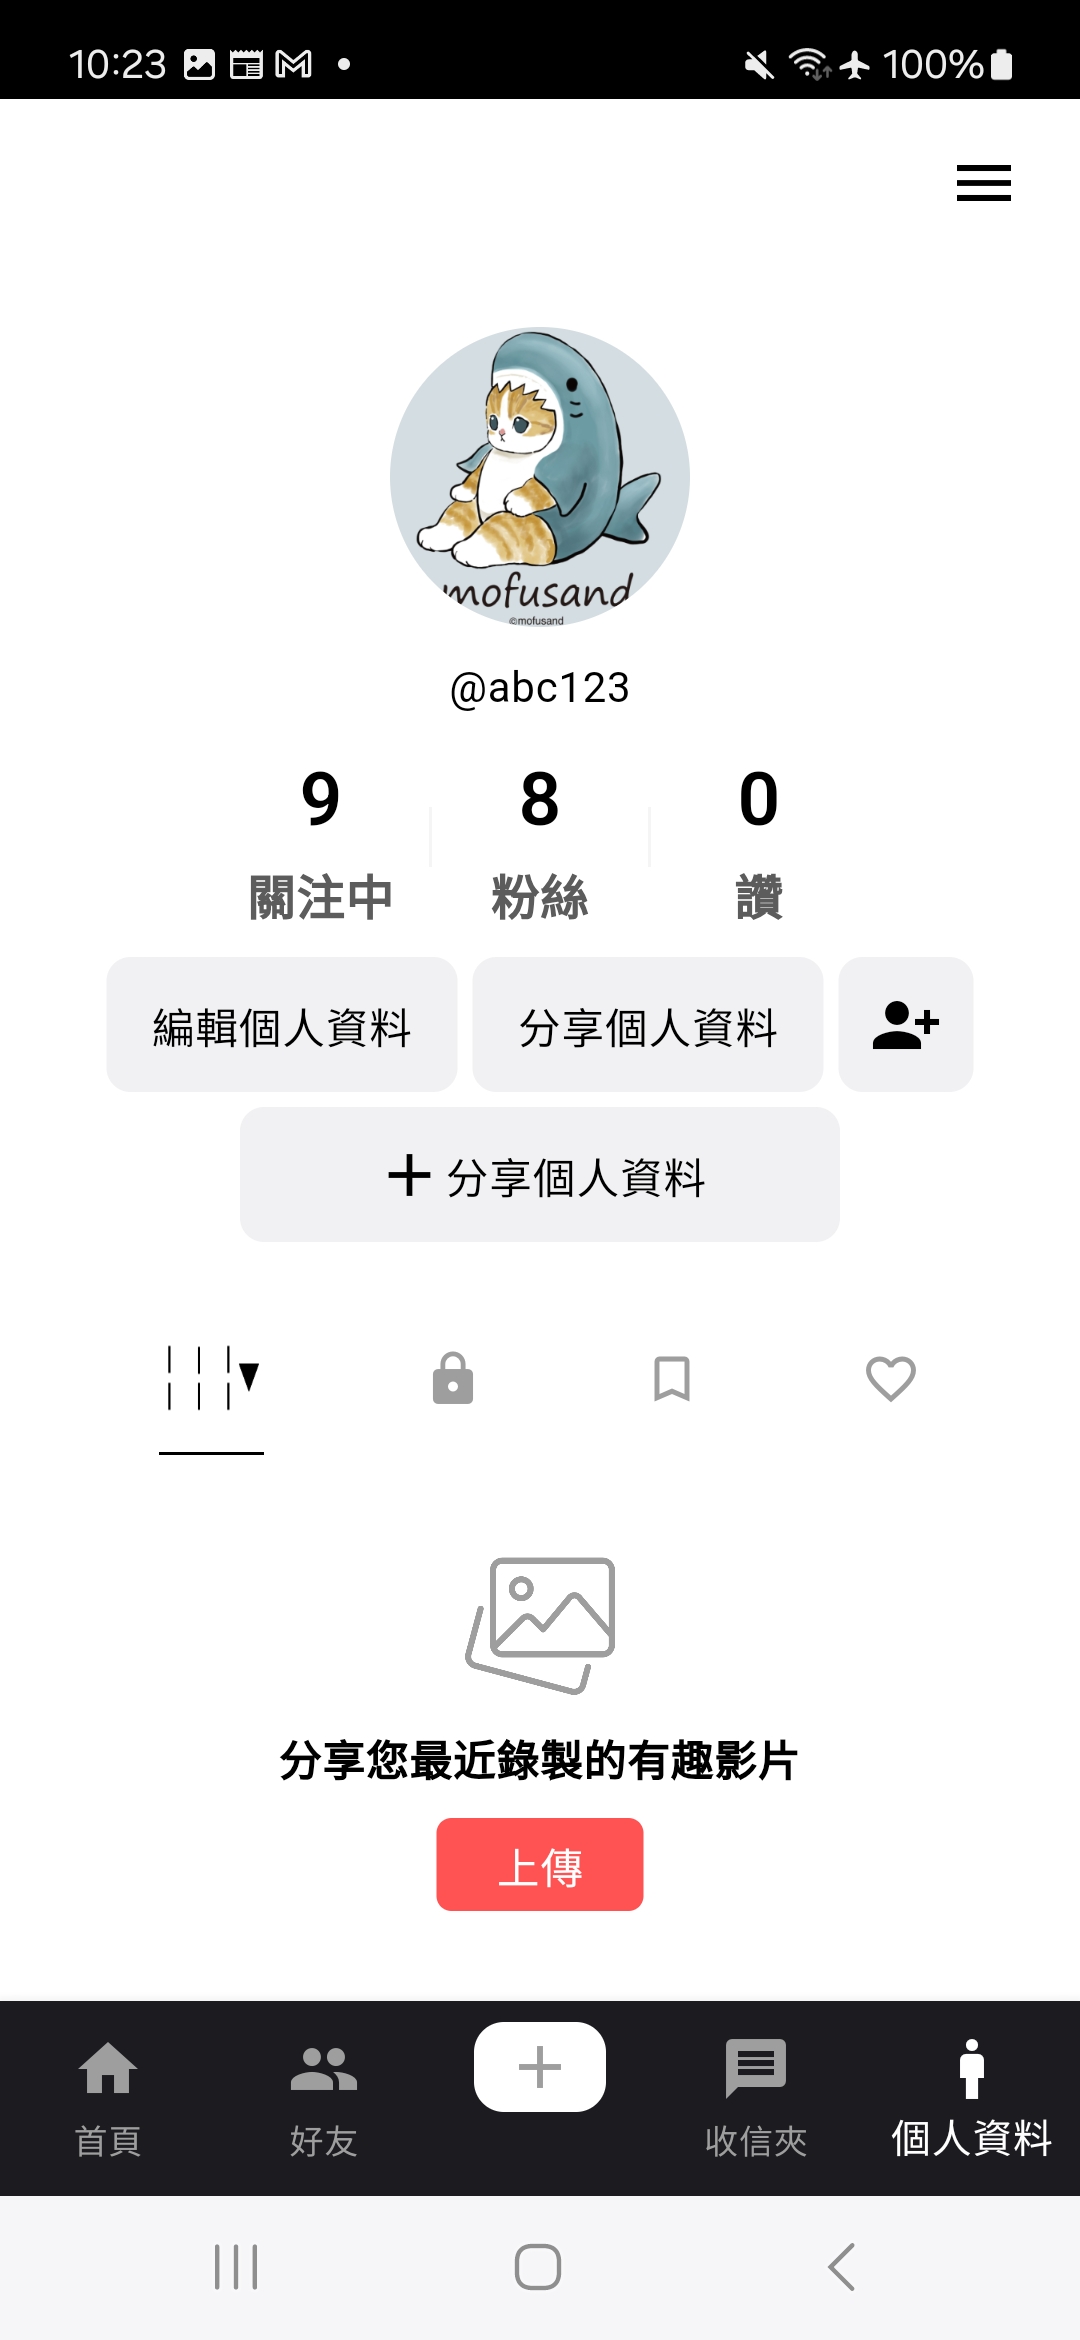 10:23 100%
mofusand
©mofusand
@abc123
9 8 0
關注中 粉絲 讚
編輯個人資料 分享個人資料
分享個人資料
分享您最近錄製的有趣影片
上傳
首頁 好友 收信夾 個人資料